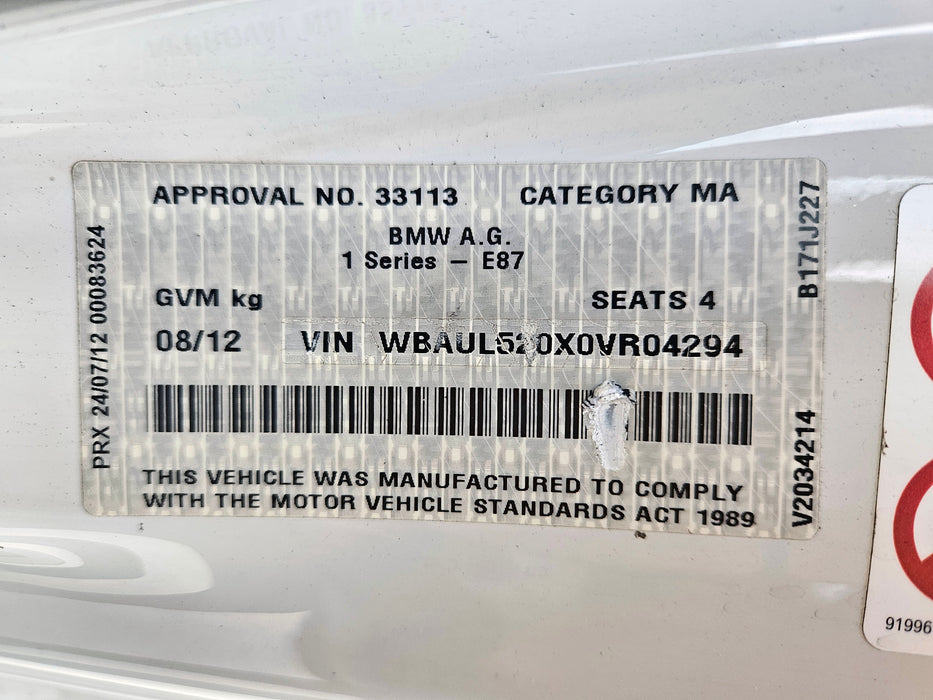 APPROVAL NO. 33113 CATEGORY MA
BMW A.G.
1 Series – E87
GVM kg SEATS 4
08/12 VIN WBAUL520X0VR04294
THIS VEHICLE WAS MANUFACTURED TO COMPLY
WITH THE MOTOR VEHICLE STANDARDS ACT 1989
PRX 24/07/12 00083624
B171J227
V2034214
91996